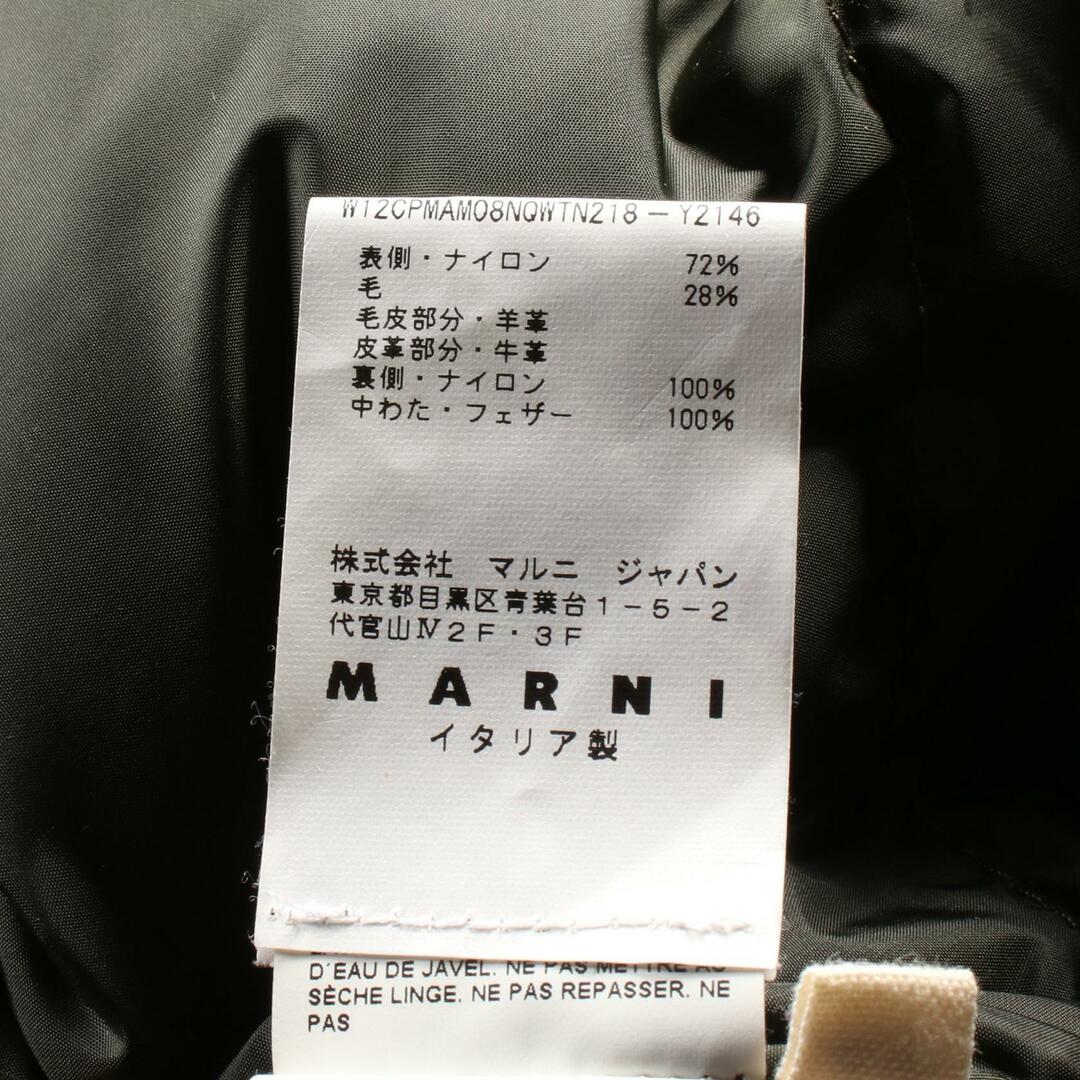 W12CPMAM08NQWTN218-Y2146
表側・ナイロン 72%
毛 28%
毛皮部分・羊革
皮革部分・牛革
裏側・ナイロン 100%
中わた・フェザー 100%
株式会社 マルニ ジャパン
東京都目黒区青葉台1-5-2
代官山Ⅳ2F・3F
MARNI
イタリア製
D'EAU DE JAVEL. NE PAS METTRE AU
SÈCHE LINGE. NE PAS REPASSER. NE
PAS